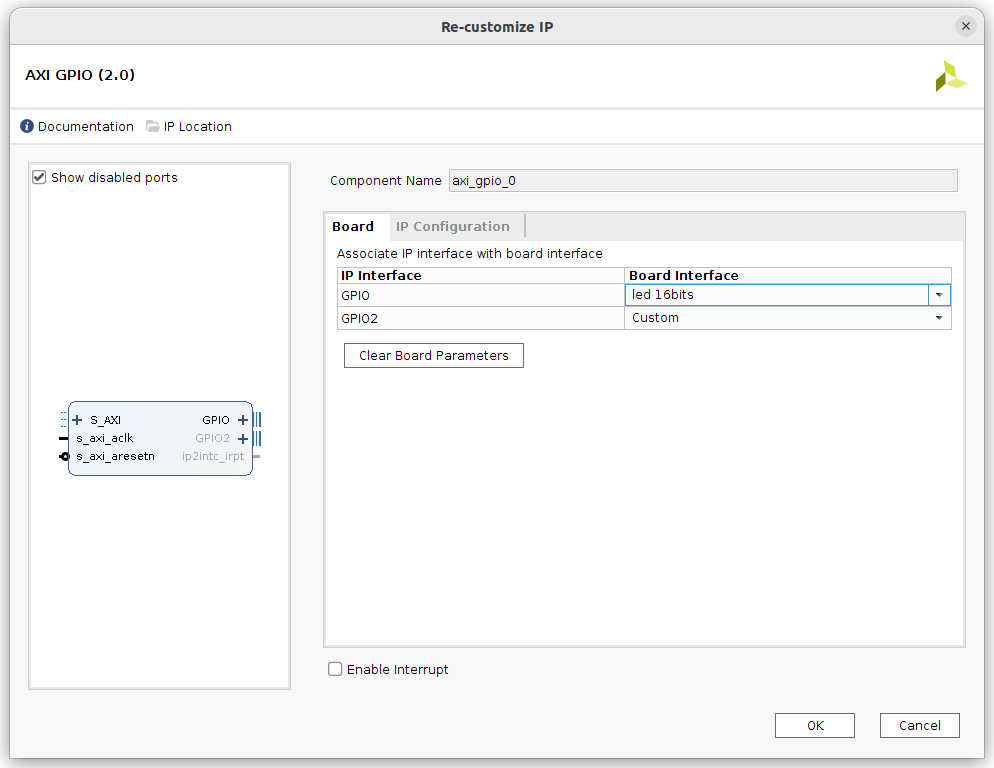 Re-customize IP
AXI GPIO (2.0)
Documentation IP Location
Show disabled ports
S_AXI GPIO
s_axi_aclk GPIO2
s_axi_aresetn ip2intc_irpt
Component Name axi_gpio_0
Board IP Configuration
Associate IP interface with board interface
IP Interface Board Interface
GPIO led 16bits
GPIO2 Custom
Clear Board Parameters
Enable Interrupt
OK Cancel